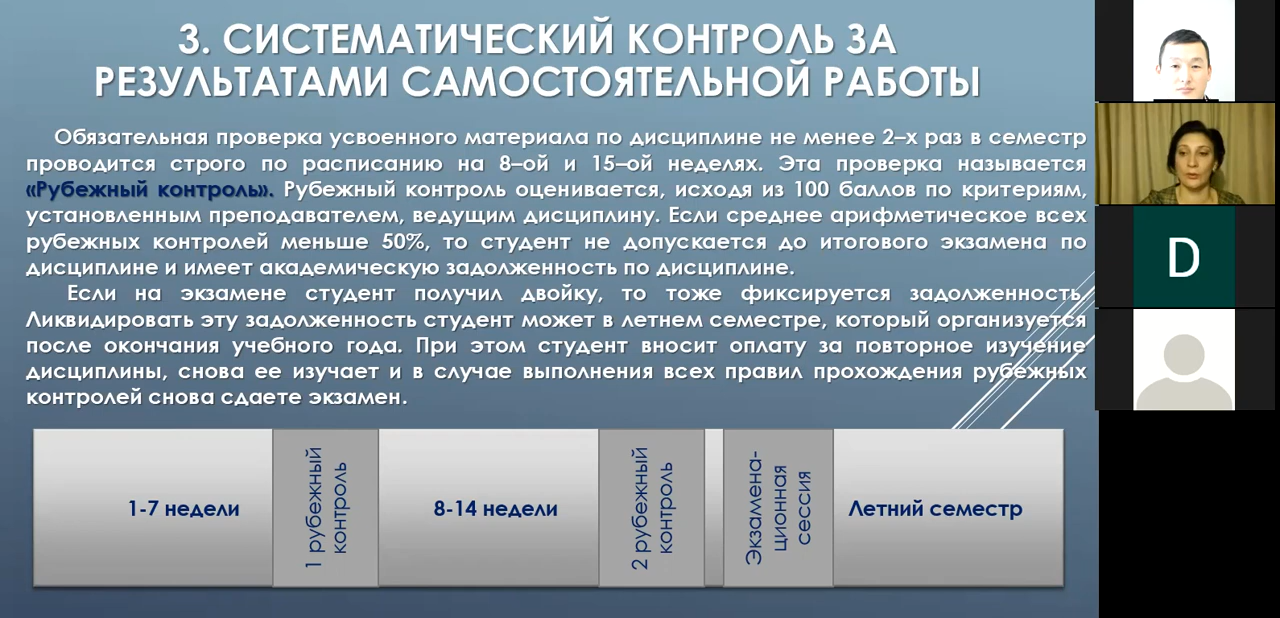 3. СИСТЕМАТИЧЕСКИЙ КОНТРОЛЬ ЗА
РЕЗУЛЬТАТАМИ САМОСТОЯТЕЛЬНОЙ РАБОТЫ
Обязательная проверка усвоенного материала по дисциплине не менее 2–х раз в семестр
проводится строго по расписанию на 8–ой и 15–ой неделях. Эта проверка называется
«Рубежный контроль». Рубежный контроль оценивается, исходя из 100 баллов по критериям,
установленным преподавателем, ведущим дисциплину. Если среднее арифметическое всех
рубежных контролей меньше 50%, то студент не допускается до итогового экзамена по
дисциплине и имеет академическую задолженность по дисциплине.
Если на экзамене студент получил двойку, то тоже фиксируется задолженность.
Ликвидировать эту задолженность студент может в летнем семестре, который организуется
после окончания учебного года. При этом студент вносит оплату за повторное изучение
дисциплины, снова ее изучает и в случае выполнения всех правил прохождения рубежных
контролей снова сдаете экзамен.
1-7 недели
1 рубежный
контроль
8-14 недели
2 рубежный
контроль
Экзамена-
ционная
сессия
Летний семестр
D